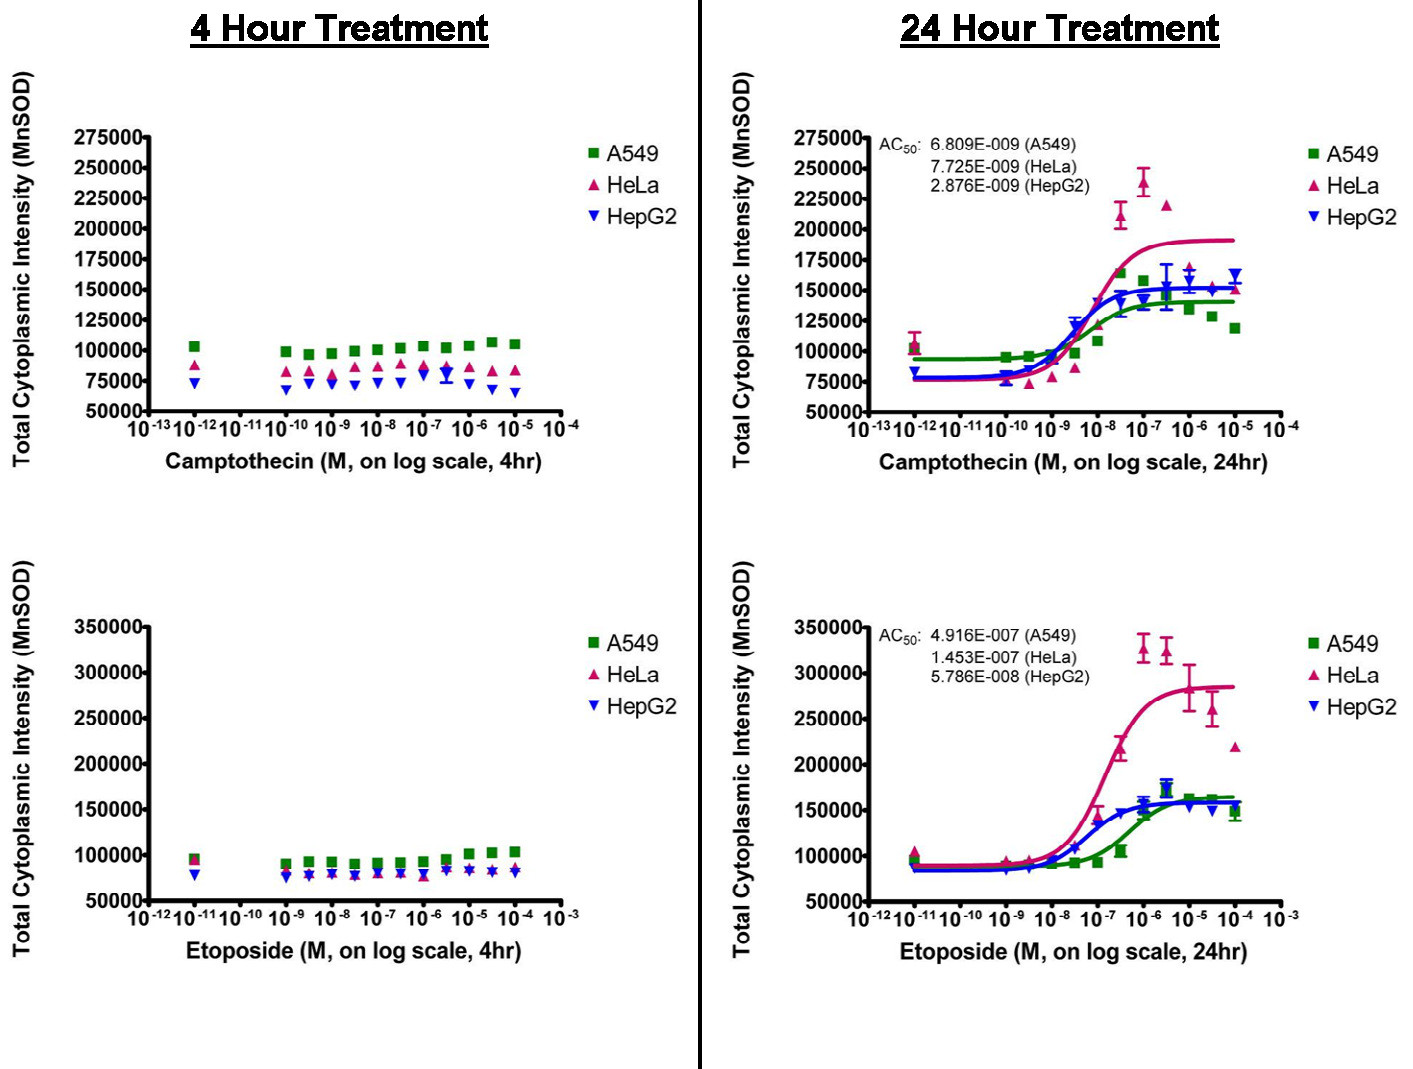 4 Hour Treatment
24 Hour Treatment
Total Cytoplasmic Intensity (MnSOD)
275000
250000
225000
200000
175000
150000
125000
100000
75000
50000
10-13 10-12 10-11 10-10 10-9 10-8 10-7 10-6 10-5 10-4
Camptothecin (M, on log scale, 4hr)
A549
HeLa
HepG2
Total Cytoplasmic Intensity (MnSOD)
275000
250000
225000
200000
175000
150000
125000
100000
75000
50000
AC50: 6.809E-009 (A549)
7.725E-009 (HeLa)
2.876E-009 (HepG2)
10-13 10-12 10-11 10-10 10-9 10-8 10-7 10-6 10-5 10-4
Camptothecin (M, on log scale, 24hr)
A549
HeLa
HepG2
Total Cytoplasmic Intensity (MnSOD)
350000
300000
250000
200000
150000
100000
50000
10-12 10-11 10-10 10-9 10-8 10-7 10-6 10-5 10-4 10-3
Etoposide (M, on log scale, 4hr)
A549
HeLa
HepG2
Total Cytoplasmic Intensity (MnSOD)
350000
300000
250000
200000
150000
100000
50000
AC50: 4.916E-007 (A549)
1.453E-007 (HeLa)
5.786E-008 (HepG2)
10-12 10-11 10-10 10-9 10-8 10-7 10-6 10-5 10-4 10-3
Etoposide (M, on log scale, 24hr)
A549
HeLa
HepG2